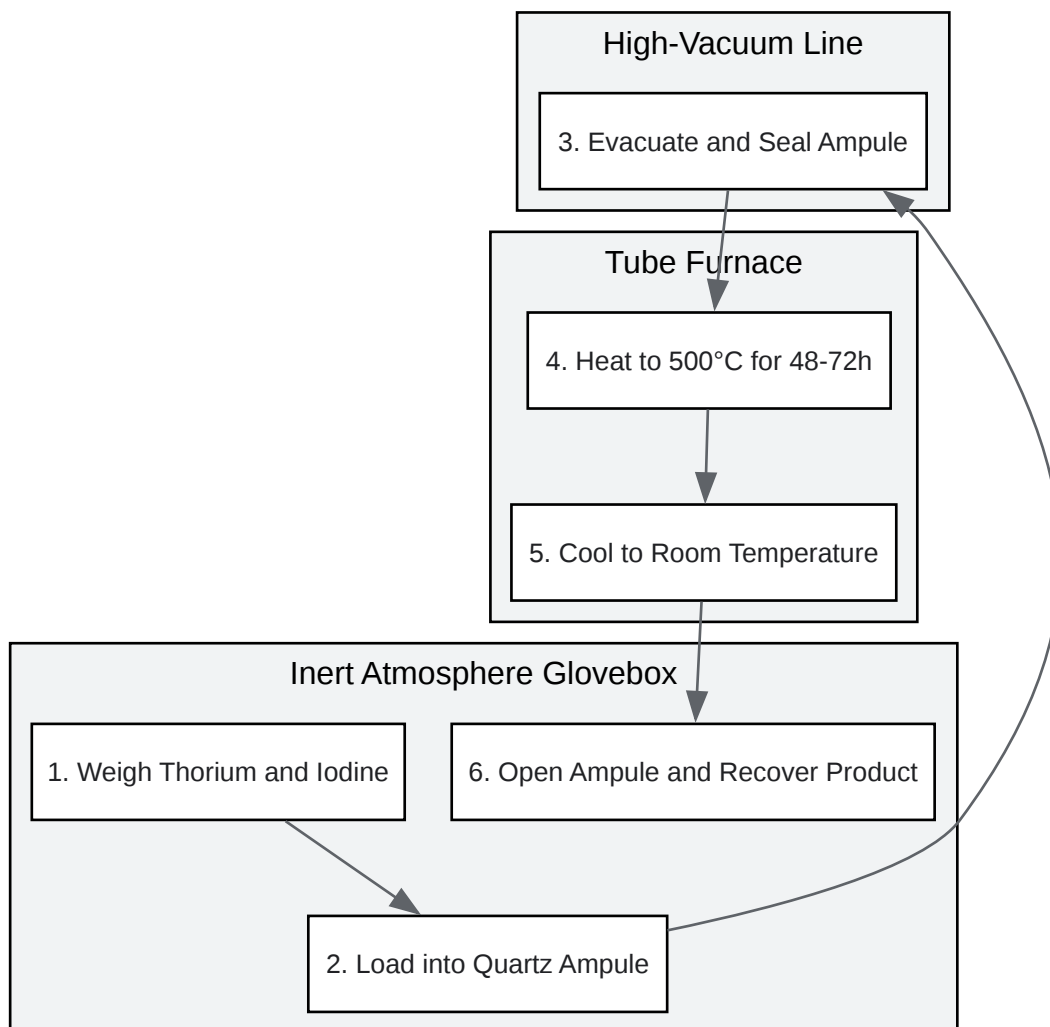 High-Vacuum Line
3. Evacuate and Seal Ampule
Tube Furnace
4. Heat to 500°C for 48-72h
5. Cool to Room Temperature
Inert Atmosphere Glovebox
1. Weigh Thorium and Iodine
6. Open Ampule and Recover Product
2. Load into Quartz Ampule